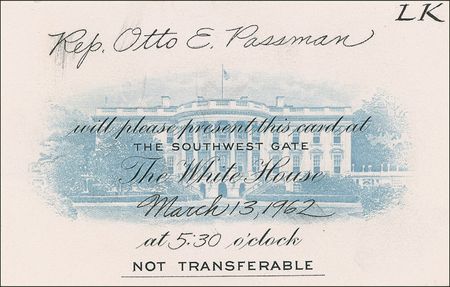 LK
Rep. Otto E. Passman
will please present this card at
THE SOUTHWEST GATE
The White House
March 13, 1962
at 5:30 o'clock
NOT TRANSFERABLE